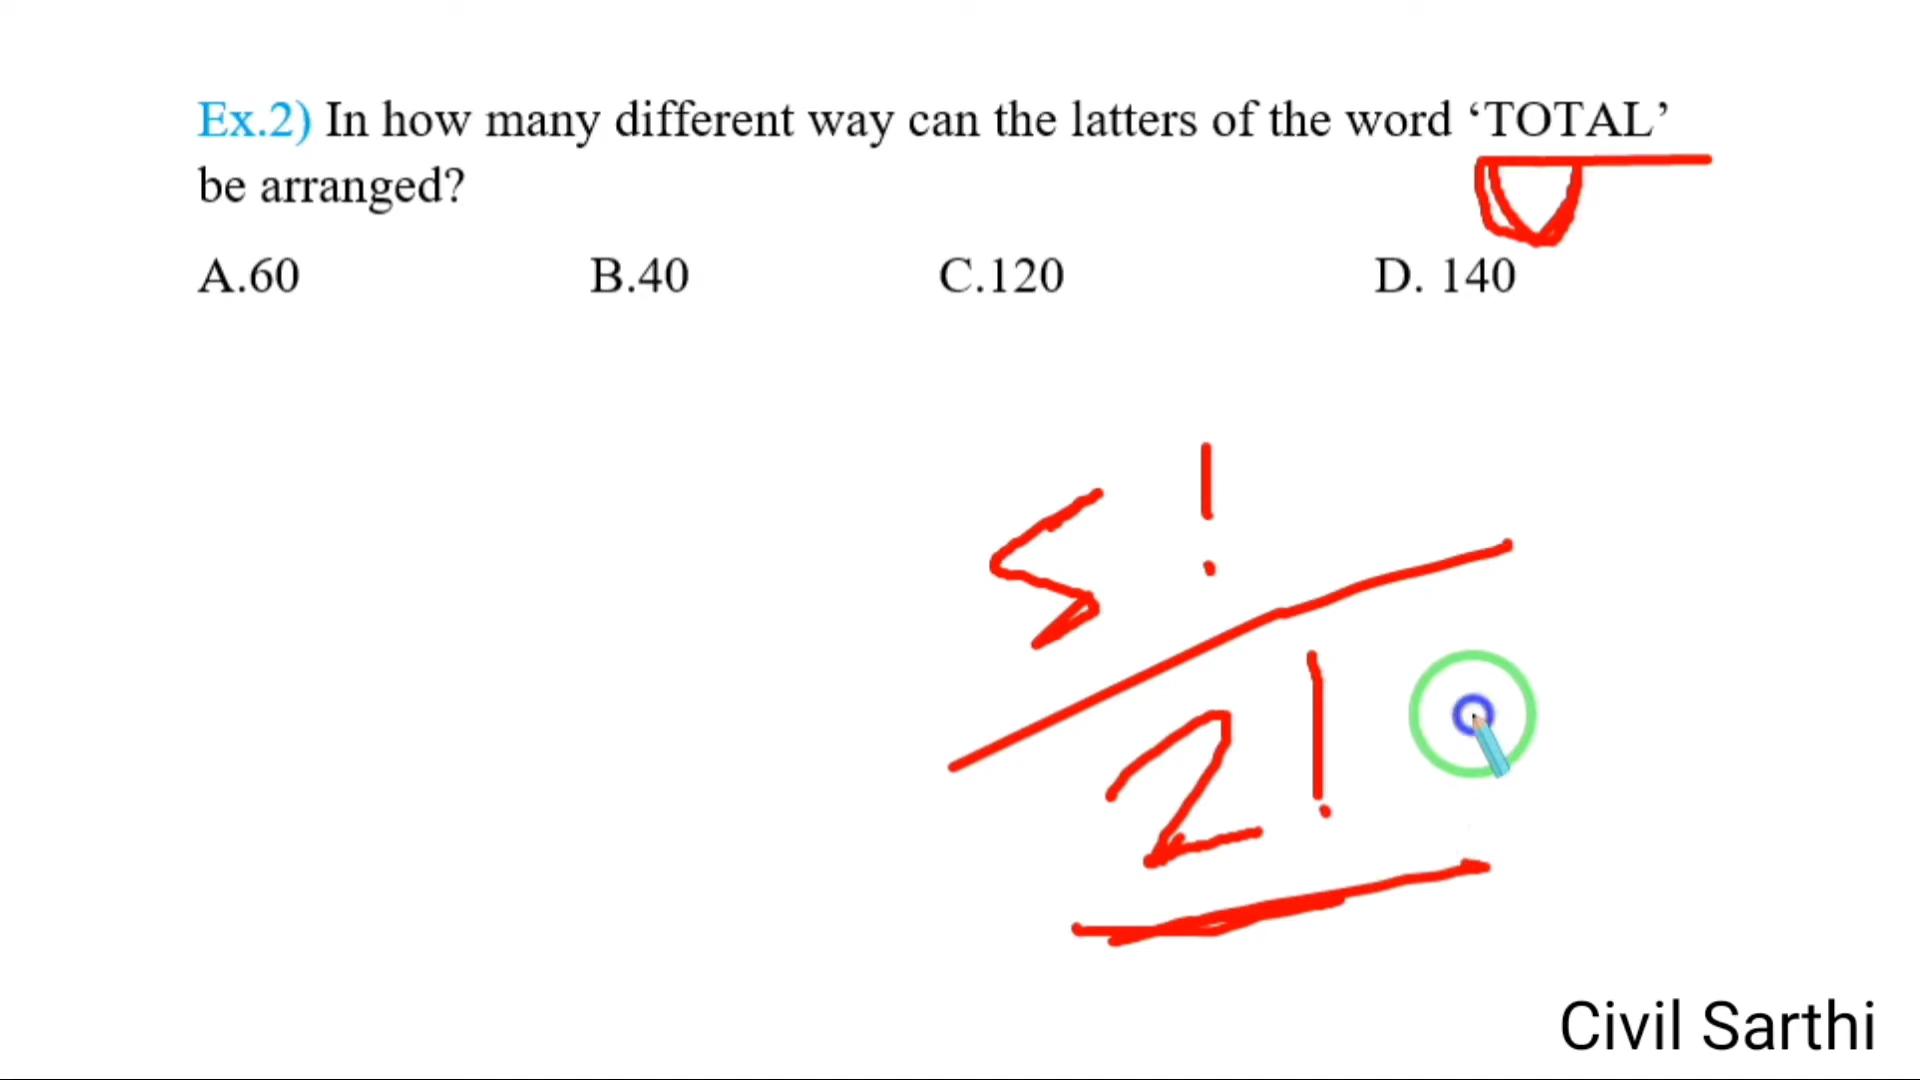 Ex.2) In how many different way can the latters of the word ‘TOTAL’
be arranged?
A.60 B.40 C.120 D. 140
5!
2!
Civil Sarthi